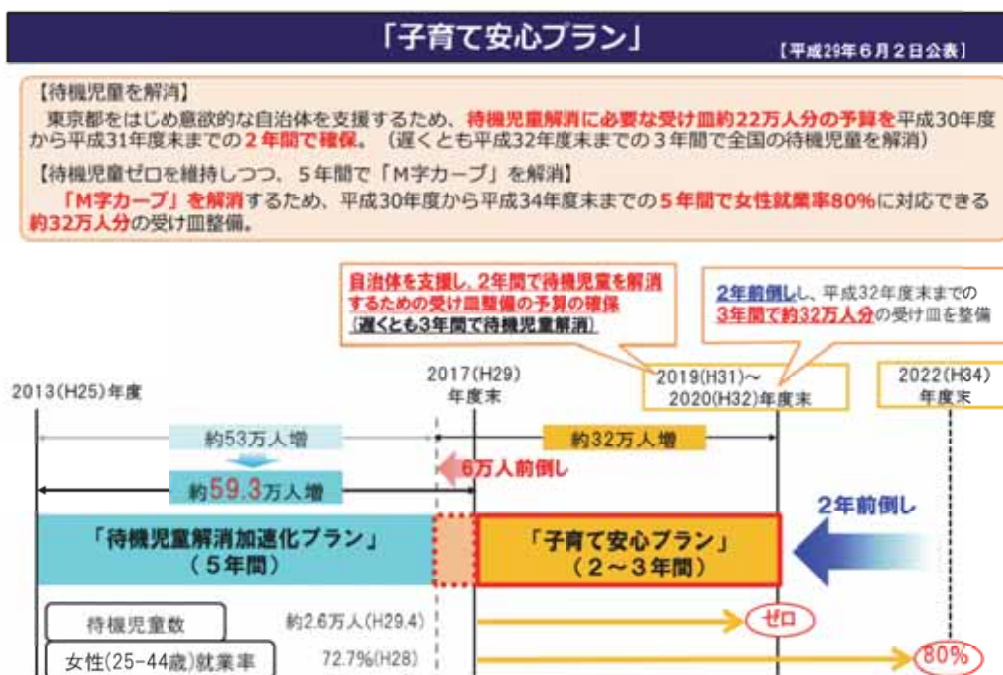 「子育て安心プラン」
【平成29年6月2日公表】
【待機児童を解消】
東京都をはじめ意欲的な自治体を支援するため、待機児童解消に必要な受け皿約22万人分の予算を平成30年度
から平成31年度末までの2年間で確保。（遅くとも平成32年度末までの3年間で全国の待機児童を解消）
【待機児童ゼロを維持しつつ、5年間で「M字カーブ」を解消】
「M字カーブ」を解消するため、平成30年度から平成34年度末までの5年間で女性就業率80%に対応できる
約32万人分の受け皿整備。
自治体を支援し、2年間で待機児童を解消
するための受け皿整備の予算の確保
（遅くとも3年間で待機児童解消）
2年前倒しし、平成32年度末までの
3年間で約32万人分の受け皿を整備
2013(H25)年度
2017(H29)
年度末
2019(H31)～
2020(H32)年度末
2022(H34)
年度末
約53万人増
約32万人増
6万人前倒し
約59.3万人増
2年前倒し
「待機児童解消加速化プラン」
（5年間）
「子育て安心プラン」
（2～3年間）
待機児童数
約2.6万人(H29.4)
ゼロ
女性(25-44歳)就業率
72.7%(H28)
80%